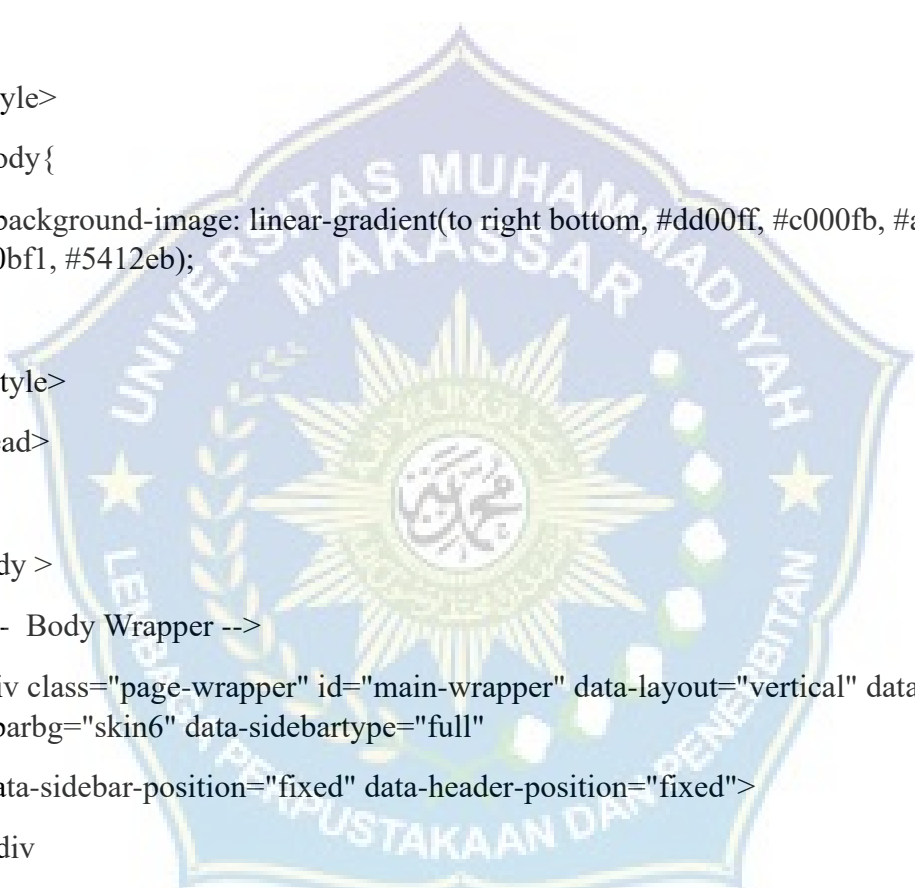 yle>
ody{
background-image: linear-gradient(to right bottom, #dd00ff, #c000fb, #a
0bf1, #5412eb);
tyle>
ead>
dy >
- Body Wrapper -->
iv class="page-wrapper" id="main-wrapper" data-layout="vertical" data
barbg="skin6" data-sidebartype="full"
ata-sidebar-position="fixed" data-header-position="fixed">
div
UNIVERSITAS MUHAMMADIYAH
MAKASSAR
LEMBAGA PERPUSTAKAAN DAN PENERBITAN
محمدية